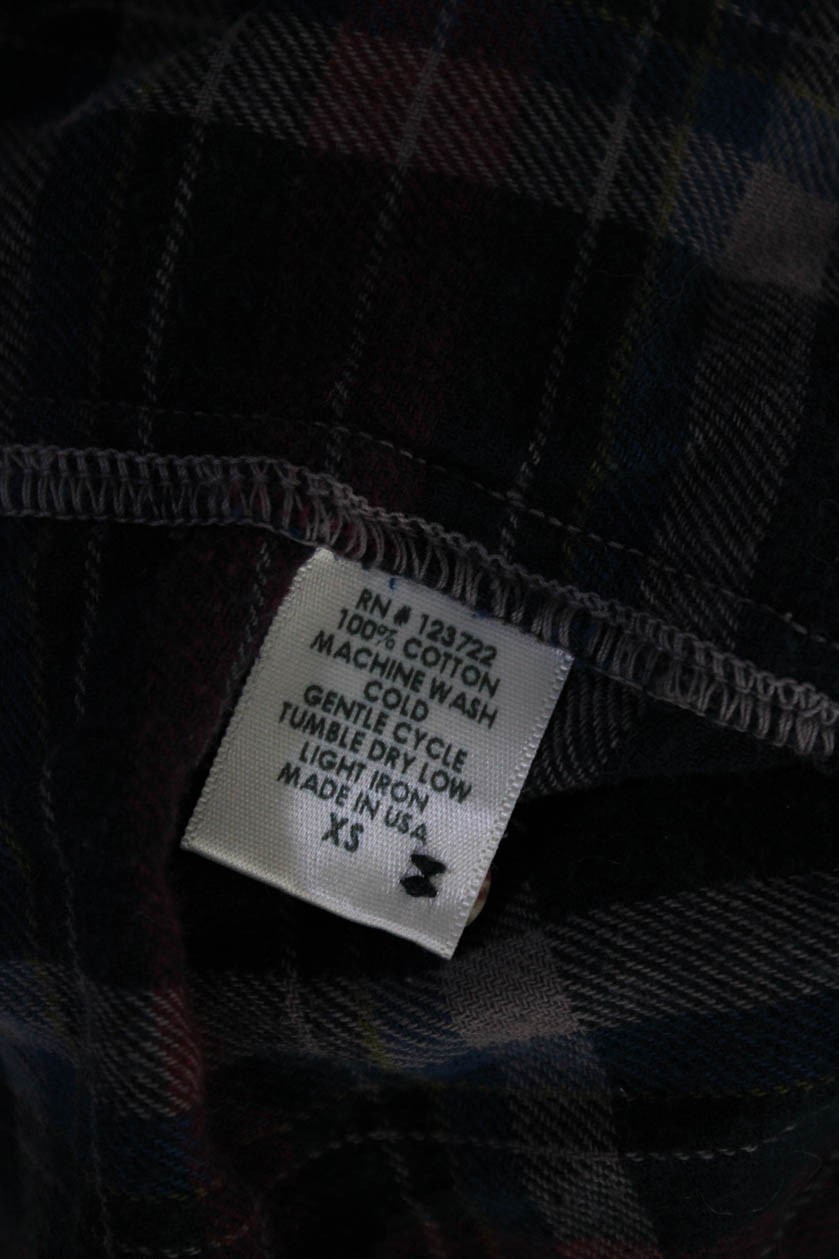 RN # 123722
100% COTTON
MACHINE WASH
COLD
GENTLE CYCLE
TUMBLE DRY LOW
LIGHT IRON
MADE IN USA
XS